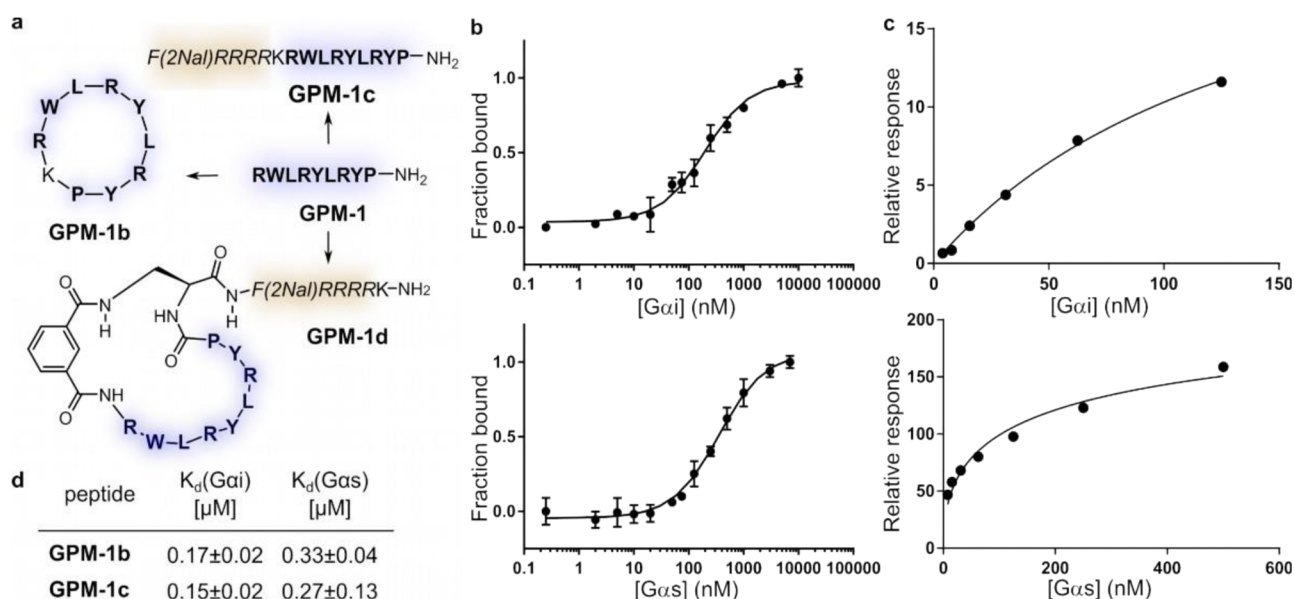 a
F(2Nal)RRRRKRWLRYLRYP–NH2
GPM-1c
L–R
W
Y
R
L
K
R
P–Y
GPM-1b
RWLRYLRYP–NH2
GPM-1
O
O
N
H
HN
N
H
F(2Nal)RRRRK–NH2
GPM-1d
O
P
Y
R
L
Y
R
L
W
R
O
NH
d
peptide
Kd(Gαi)
[µM]
Kd(Gαs)
[µM]
GPM-1b 0.17±0.02 0.33±0.04
GPM-1c 0.15±0.02 0.27±0.13
b
Fraction bound
1.0
0.5
0.0
0.1 1 10 100 1000 10000 100000
[Gαi] (nM)
Fraction bound
1.0
0.5
0.0
0.1 1 10 100 1000 10000 100000
[Gαs] (nM)
c
Relative response
15
10
5
0
0 50 100 150
[Gαi] (nM)
Relative response
200
150
100
50
0
0 200 400 600
[Gαs] (nM)